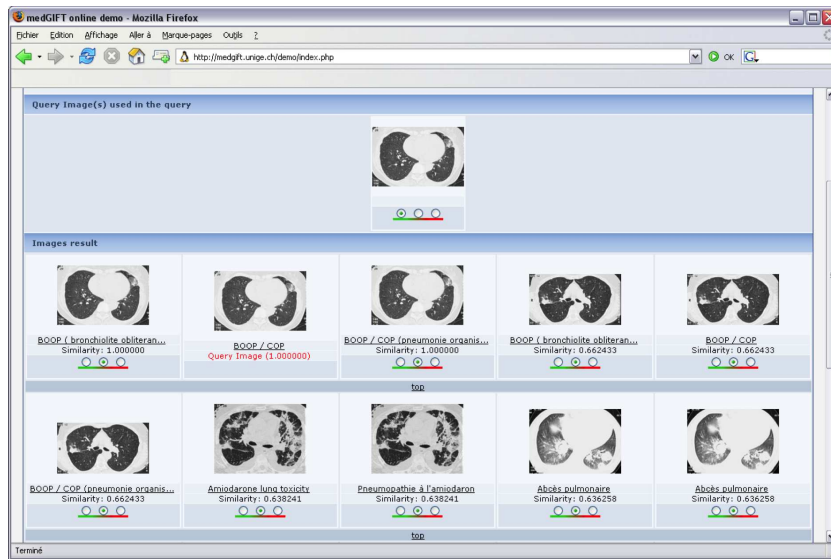 medGIFT online demo - Mozilla Firefox
Fichier Edition Affichage Aller à Marque-pages Outils ?
http://medgift.unige.ch/demo/index.php OK
Query Image(s) used in the query
Images result
BOOP ( bronchiolite obliteran... BOOP / COP BOOP / COP (pneumonie organis... BOOP ( bronchiolite obliteran... BOOP / COP
Similarity: 1.000000 Query Image (1.000000) Similarity: 1.000000 Similarity: 0.662433 Similarity: 0.662433
top
BOOP / COP (pneumonie organis... Amiodarone lung toxicity Pneumopathie à l'amiodaron Abcès pulmonaire Abcès pulmonaire
Similarity: 0.662433 Similarity: 0.638241 Similarity: 0.638241 Similarity: 0.636258 Similarity: 0.636258
top
Terminé